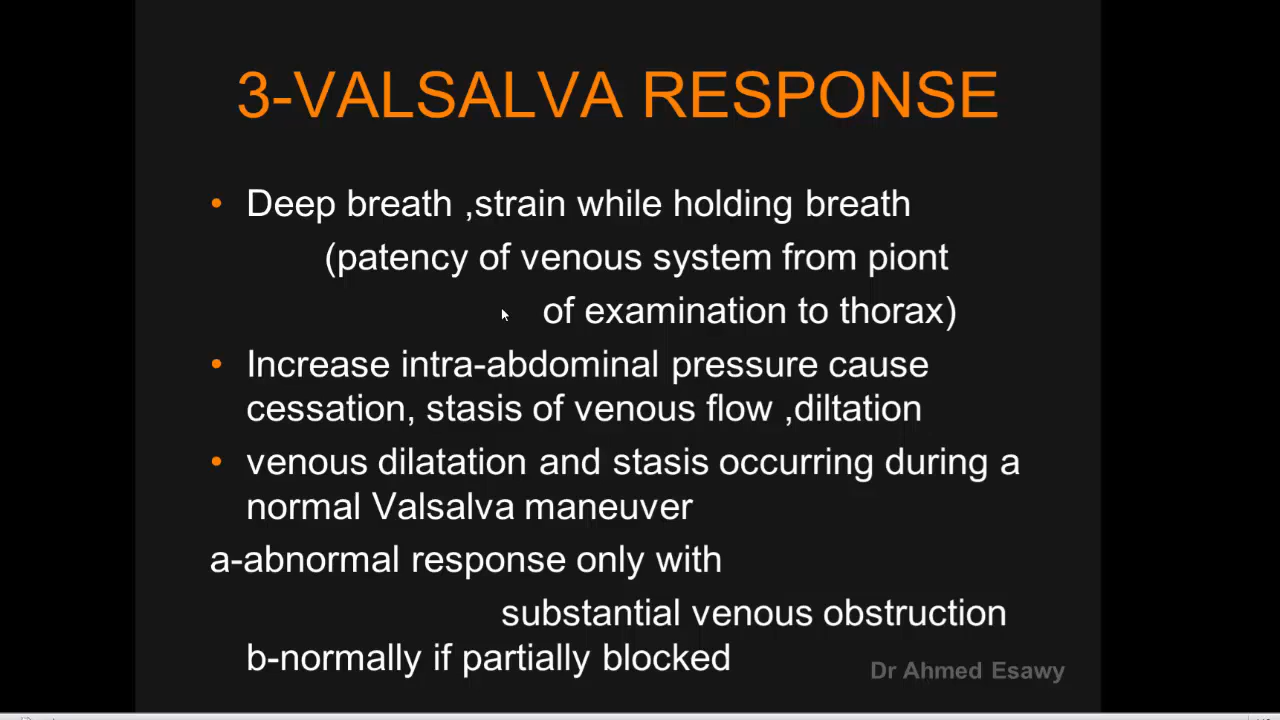 3-VALSALVA RESPONSE
• Deep breath ,strain while holding breath
(patency of venous system from piont
of examination to thorax)
• Increase intra-abdominal pressure cause
cessation, stasis of venous flow ,diltation
• venous dilatation and stasis occurring during a
normal Valsalva maneuver
a-abnormal response only with
substantial venous obstruction
b-normally if partially blocked
Dr Ahmed Esawy